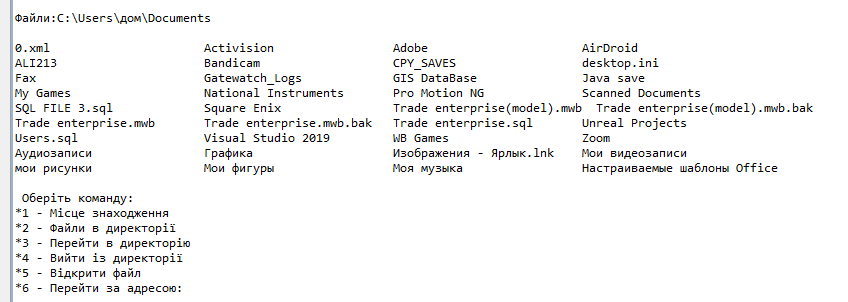 Файли:C:\Users\дом\Documents
0.xml Activision Adobe AirDroid
ALI213 Bandicam CPY_SAVES desktop.ini
Fax Gatewatch_Logs GIS DataBase Java save
My Games National Instruments Pro Motion NG Scanned Documents
SQL FILE 3.sql Square Enix Trade enterprise(model).mwb Trade enterprise(model).mwb.bak
Trade enterprise.mwb Trade enterprise.mwb.bak Trade enterprise.sql Unreal Projects
Users.sql Visual Studio 2019 WB Games Zoom
Аудиозаписи Графика Изображения - Ярлык.lnk Мои видеозаписи
мои рисунки Мои фигуры Моя музыка Настраиваемые шаблоны Office
Оберіть команду:
*1 - Місце знаходження
*2 - Файли в директорії
*3 - Перейти в директорію
*4 - Вийти із директорії
*5 - Відкрити файл
*6 - Перейти за адресою: